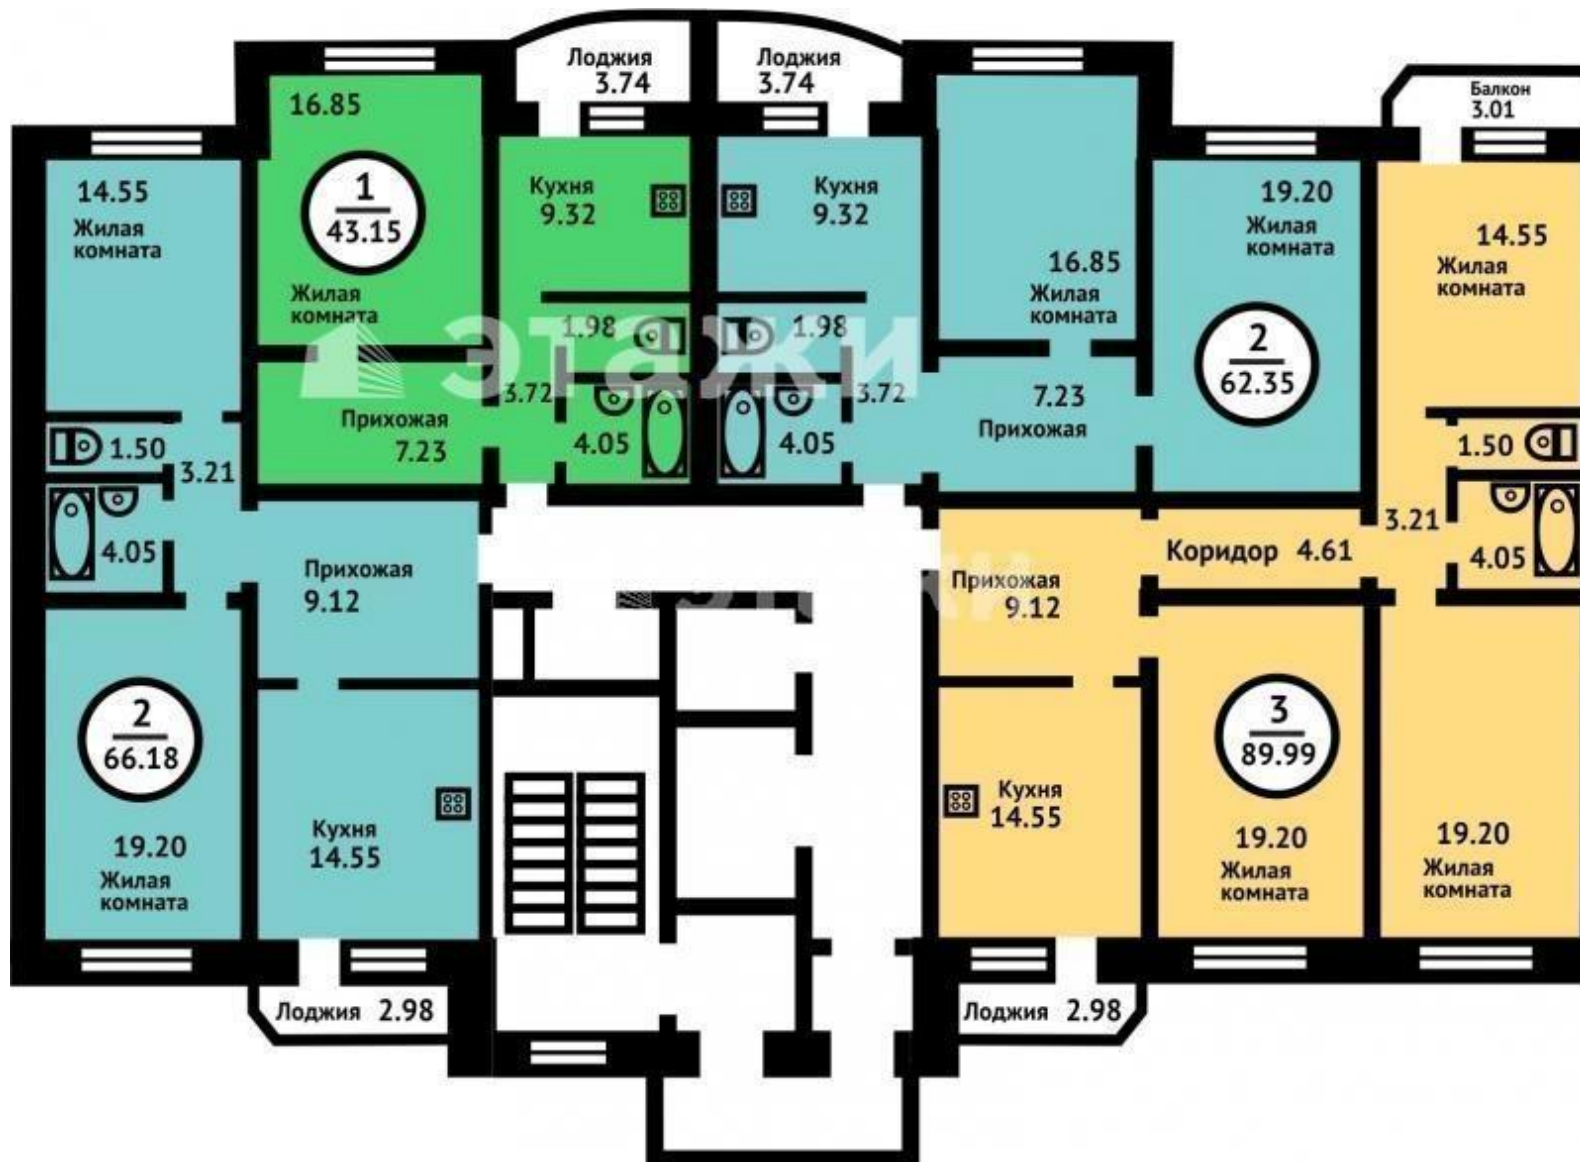 Лоджия
3.74
Лоджия
3.74
Балкон
3.01
16.85
1
43.15
Жилая
комната
14.55
Жилая
комната
Кухня
9.32
Кухня
9.32
16.85
Жилая
комната
19.20
Жилая
комната
2
62.35
14.55
Жилая
комната
1.98
1.98
этажи
Прихожая
7.23
3.72
4.05
4.05
3.72
7.23
Прихожая
1.50
3.21
4.05
1.50
3.21
4.05
Прихожая
9.12
этажи
Прихожая
9.12
Коридор 4.61
2
66.18
19.20
Жилая
комната
Кухня
14.55
Кухня
14.55
3
89.99
19.20
Жилая
комната
19.20
Жилая
комната
Лоджия 2.98
Лоджия 2.98